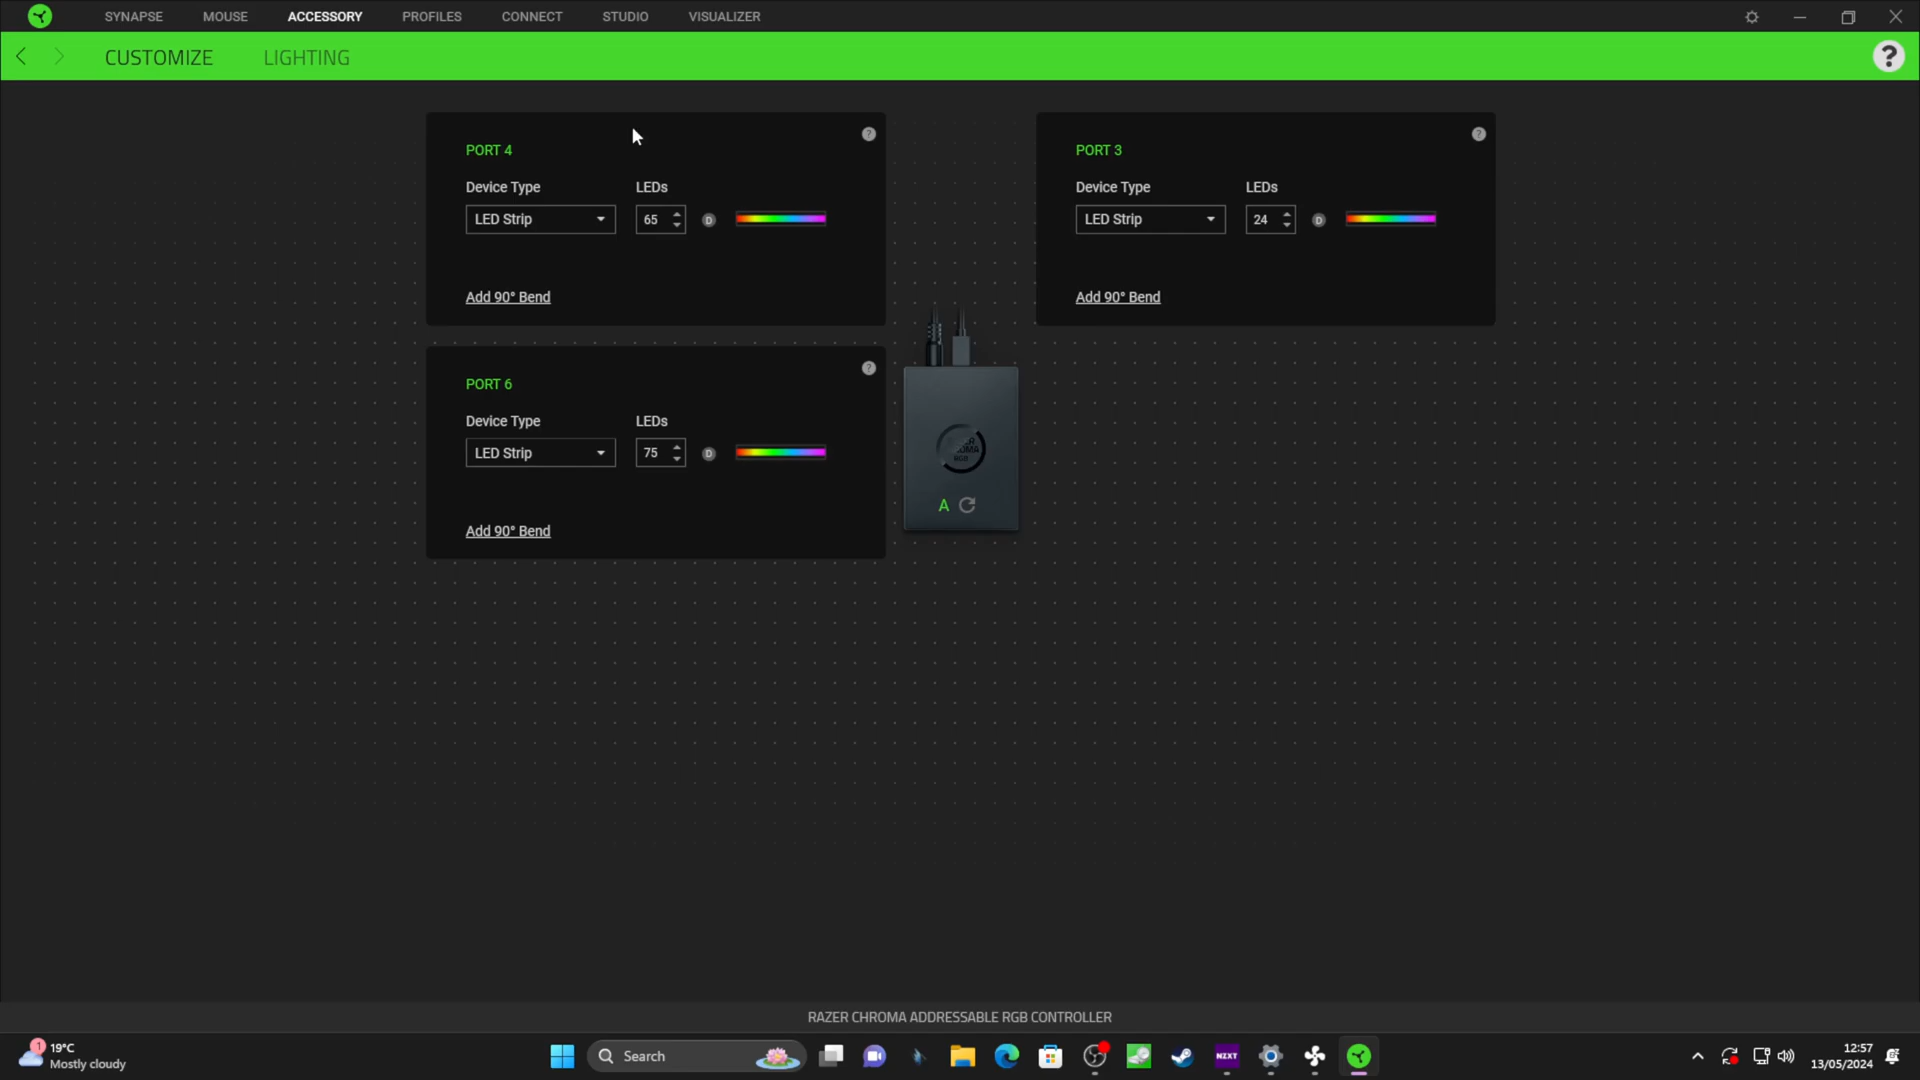 SYNAPSE MOUSE ACCESSORY PROFILES CONNECT STUDIO VISUALIZER
CUSTOMIZE LIGHTING ?
PORT 4 ?
Device Type LEDs
LED Strip 65 D
Add 90° Bend
PORT 3 ?
Device Type LEDs
LED Strip 24 D
Add 90° Bend
PORT 6 ?
Device Type LEDs
LED Strip 75 D
Add 90° Bend
A
RAZER CHROMA ADDRESSABLE RGB CONTROLLER
1 19°C
Mostly cloudy
Search
NZXT
12:57
13/05/2024